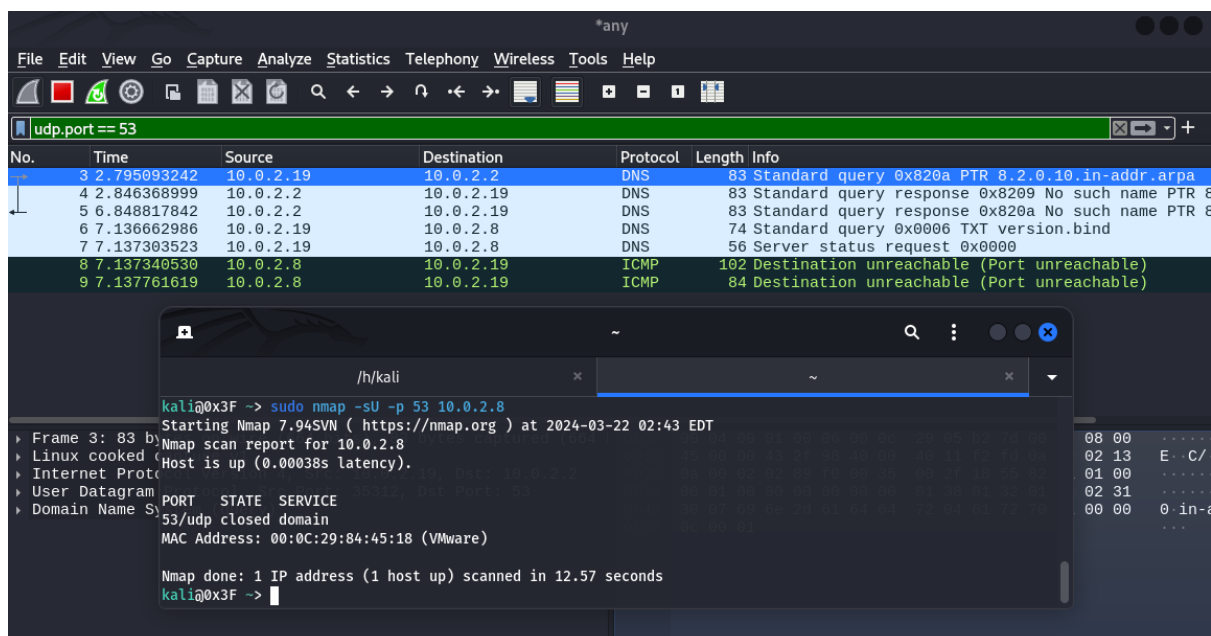 *any
File Edit View Go Capture Analyze Statistics Telephony Wireless Tools Help
udp.port == 53
No. Time Source Destination Protocol Length Info
3 2.795093242 10.0.2.19 10.0.2.2 DNS 83 Standard query 0x820a PTR 8.2.0.10.in-addr.arpa
4 2.846368999 10.0.2.2 10.0.2.19 DNS 83 Standard query response 0x8209 No such name PTR 8
5 6.848817842 10.0.2.2 10.0.2.19 DNS 83 Standard query response 0x820a No such name PTR 8
6 7.136662986 10.0.2.19 10.0.2.8 DNS 74 Standard query 0x0006 TXT version.bind
7 7.137303523 10.0.2.19 10.0.2.8 DNS 56 Server status request 0x0000
8 7.137340530 10.0.2.8 10.0.2.19 ICMP 102 Destination unreachable (Port unreachable)
9 7.137761619 10.0.2.8 10.0.2.19 ICMP 84 Destination unreachable (Port unreachable)
~
/h/kali ~
kali@0x3F ~> sudo nmap -sU -p 53 10.0.2.8
Starting Nmap 7.94SVN ( https://nmap.org ) at 2024-03-22 02:43 EDT
Nmap scan report for 10.0.2.8
Host is up (0.00038s latency).
PORT STATE SERVICE
53/udp closed domain
MAC Address: 00:0C:29:84:45:18 (VMware)
Nmap done: 1 IP address (1 host up) scanned in 12.57 seconds
kali@0x3F ~>
Frame 3: 83 by
Linux cooked
Internet Proto
User Datagram
Domain Name Sy
08 00
02 13 E··C/
01 00
02 31
00 00 0·in-a